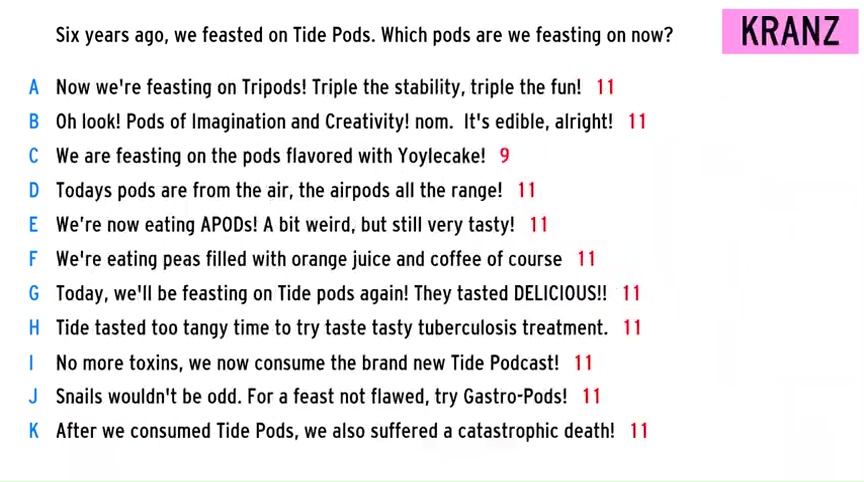 Six years ago, we feasted on Tide Pods. Which pods are we feasting on now?
KRANZ
A Now we're feasting on Tripods! Triple the stability, triple the fun! 11
B Oh look! Pods of Imagination and Creativity! nom. It's edible, alright! 11
C We are feasting on the pods flavored with Yoylecake! 9
D Todays pods are from the air, the airpods all the range! 11
E We're now eating APODs! A bit weird, but still very tasty! 11
F We're eating peas filled with orange juice and coffee of course 11
G Today, we'll be feasting on Tide pods again! They tasted DELICIOUS!! 11
H Tide tasted too tangy time to try taste tasty tuberculosis treatment. 11
I No more toxins, we now consume the brand new Tide Podcast! 11
J Snails wouldn't be odd. For a feast not flawed, try Gastro-Pods! 11
K After we consumed Tide Pods, we also suffered a catastrophic death! 11